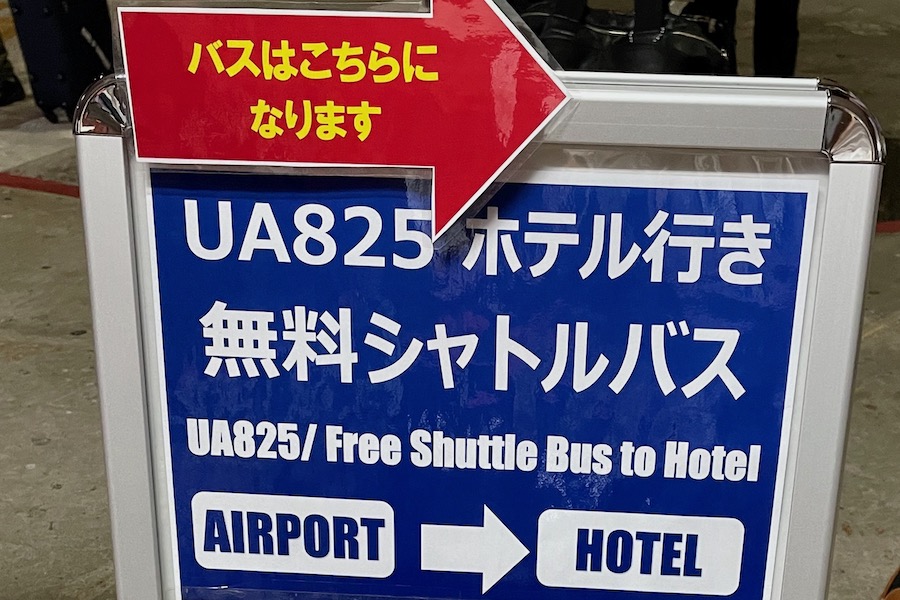 バスはこちらに
なります
UA825 ホテル行き
無料シャトルバス
UA825/ Free Shuttle Bus to Hotel
AIRPORT
HOTEL